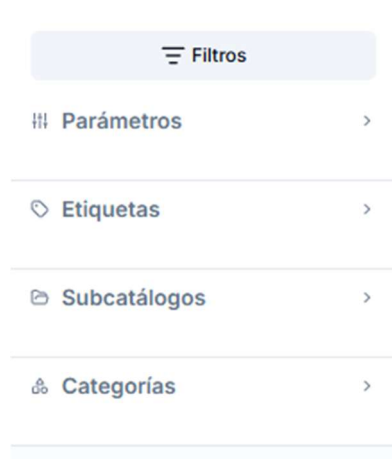 Filtros
Parámetros
Etiquetas
Subcatálogos
Categorías